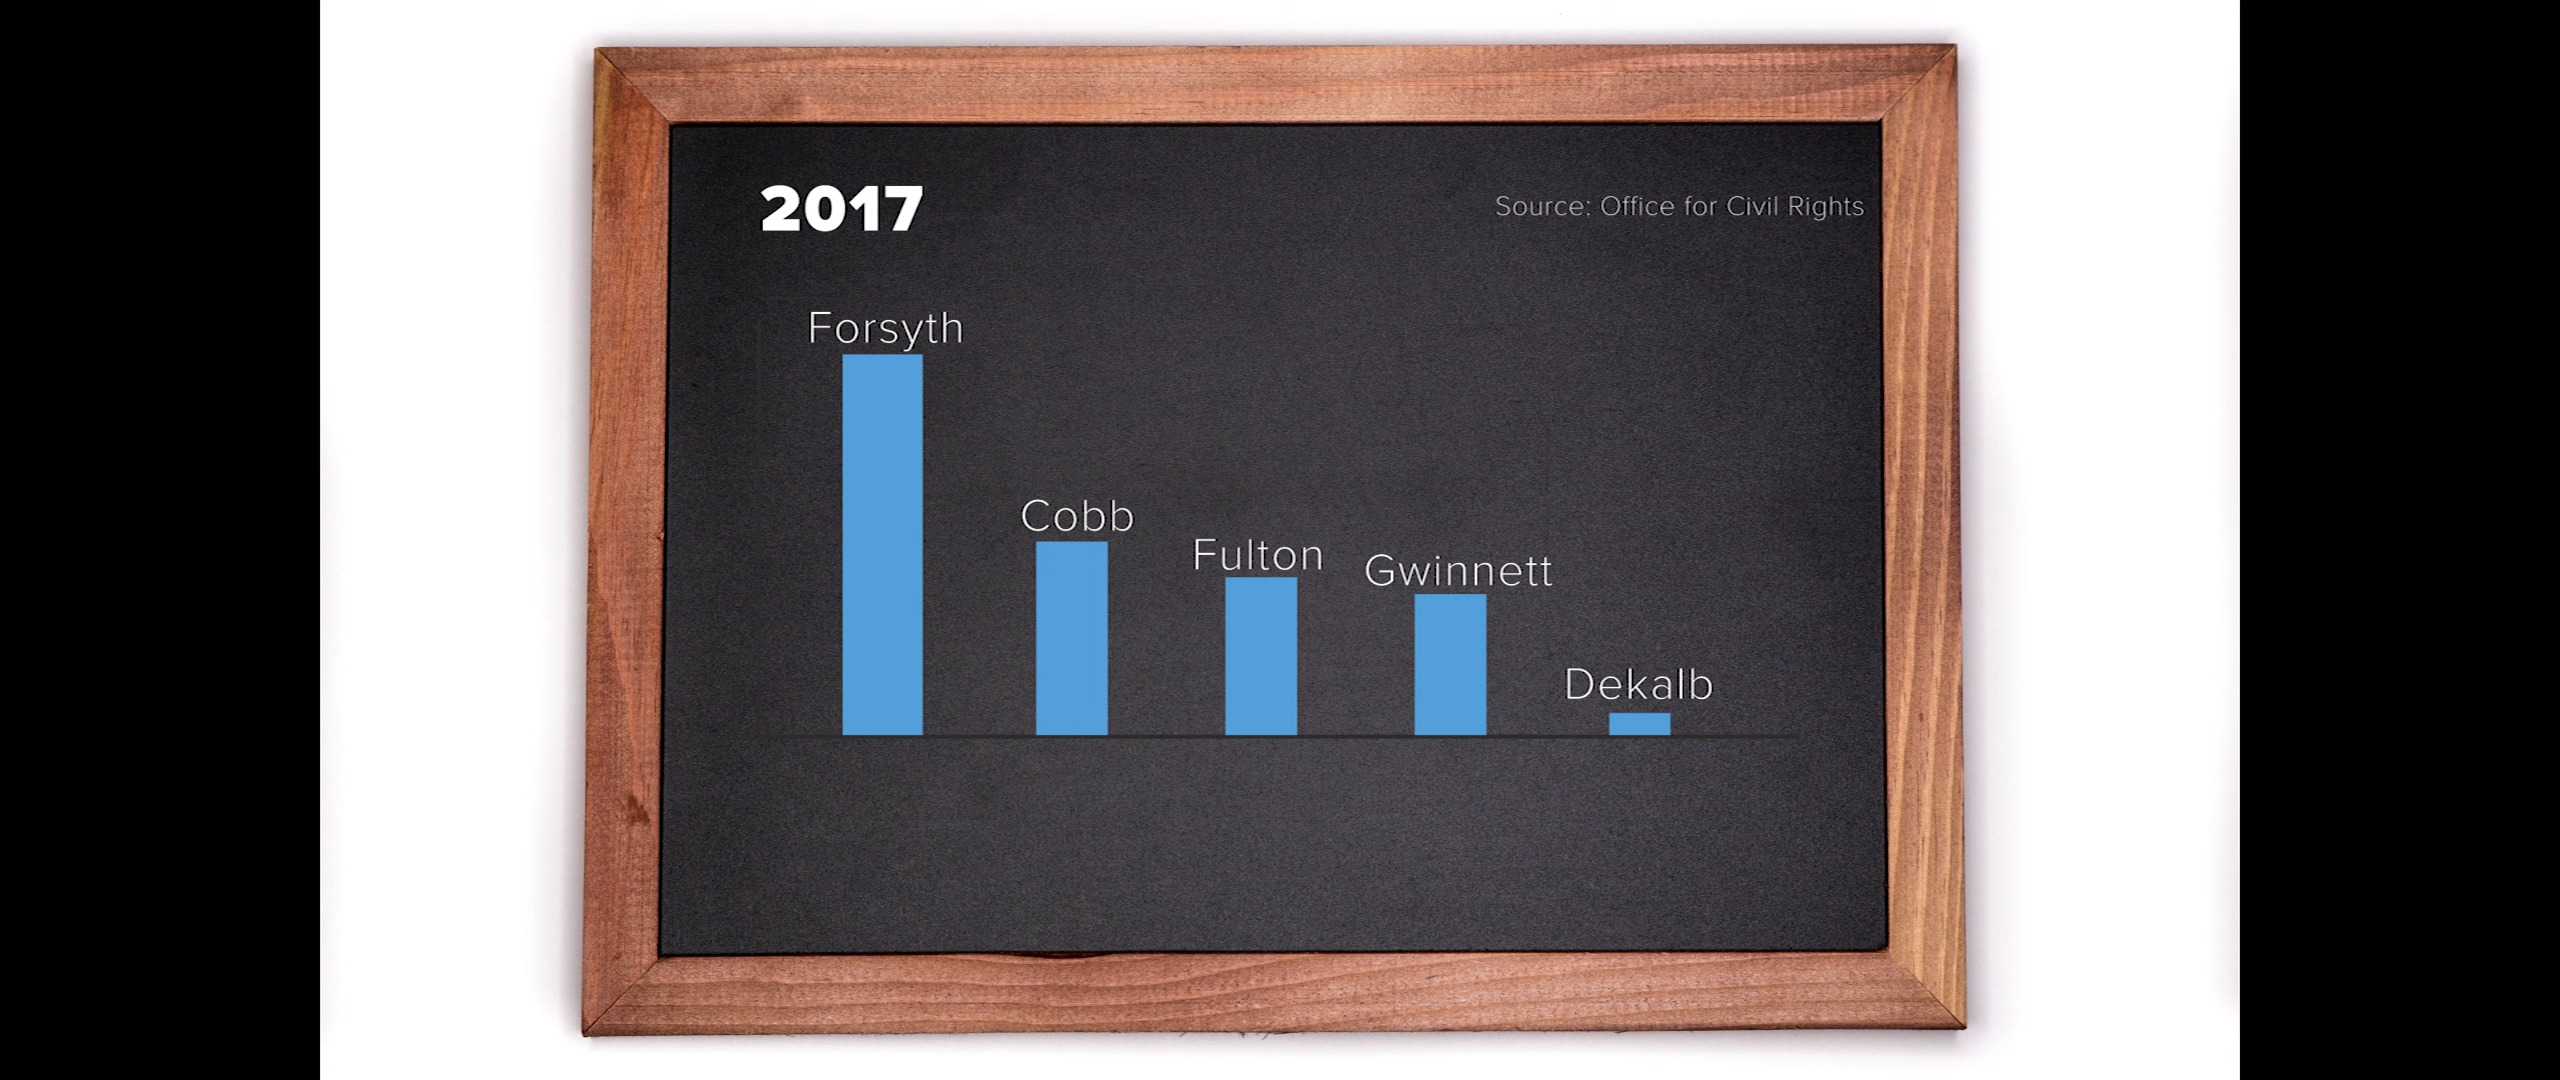 2017
Source: Office for Civil Rights
Forsyth
Cobb
Fulton
Gwinnett
Dekalb